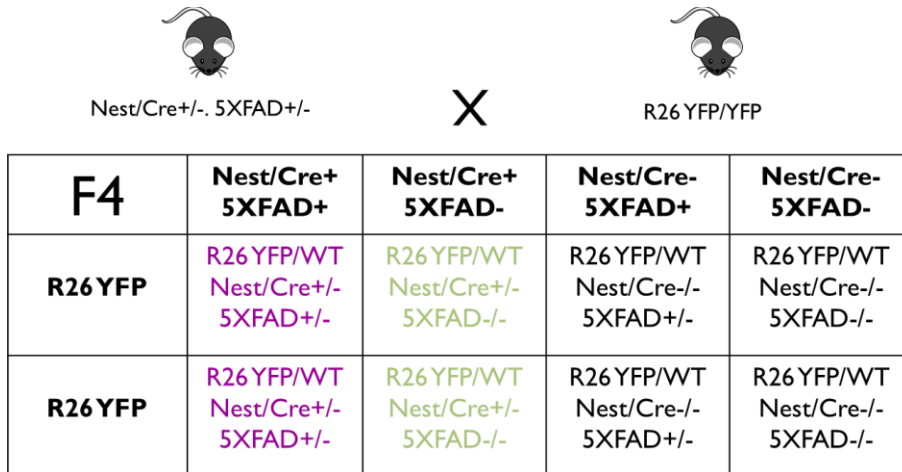 Nest/Cre+/-. 5XFAD+/-
X
R26 YFP/YFP
F4
Nest/Cre+
5XFAD+
Nest/Cre+
5XFAD-
Nest/Cre-
5XFAD+
Nest/Cre-
5XFAD-
R26 YFP
R26 YFP/WT
Nest/Cre+/-
5XFAD+/-
R26 YFP/WT
Nest/Cre+/-
5XFAD-/-
R26 YFP/WT
Nest/Cre-/-
5XFAD+/-
R26 YFP/WT
Nest/Cre-/-
5XFAD-/-
R26 YFP
R26 YFP/WT
Nest/Cre+/-
5XFAD+/-
R26 YFP/WT
Nest/Cre+/-
5XFAD-/-
R26 YFP/WT
Nest/Cre-/-
5XFAD+/-
R26 YFP/WT
Nest/Cre-/-
5XFAD-/-